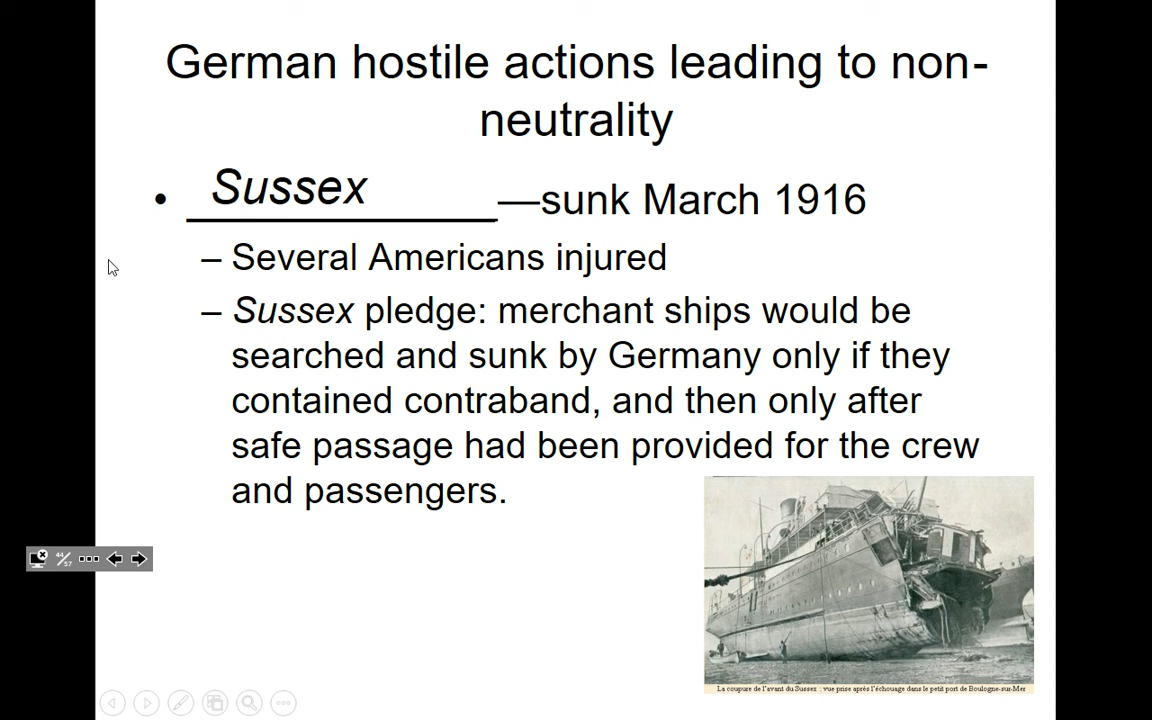 German hostile actions leading to non-
neutrality
• Sussex—sunk March 1916
– Several Americans injured
– Sussex pledge: merchant ships would be
searched and sunk by Germany only if they
contained contraband, and then only after
safe passage had been provided for the crew
and passengers.
44/57
La coupure de l'avant du Sussex : vue prise après l'échouage dans le petit port de Boulogne-sur-Mer